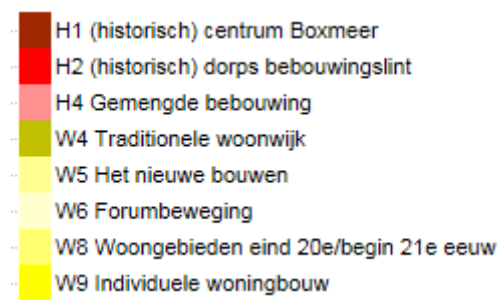 H1 (historisch) centrum Boxmeer
H2 (historisch) dorps bebouwingslint
H4 Gemengde bebouwing
W4 Traditionele woonwijk
W5 Het nieuwe bouwen
W6 Forumbeweging
W8 Woongebieden eind 20e/begin 21e eeuw
W9 Individuele woningbouw